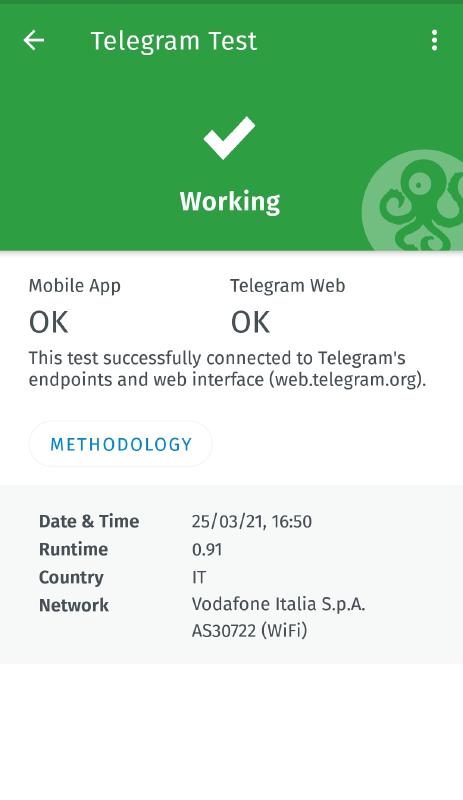 Telegram Test
Working
Mobile App
OK
Telegram Web
OK
This test successfully connected to Telegram's
endpoints and web interface (web.telegram.org).
METHODOLOGY
Date & Time 25/03/21, 16:50
Runtime 0.91
Country IT
Network Vodafone Italia S.p.A.
AS30722 (WiFi)